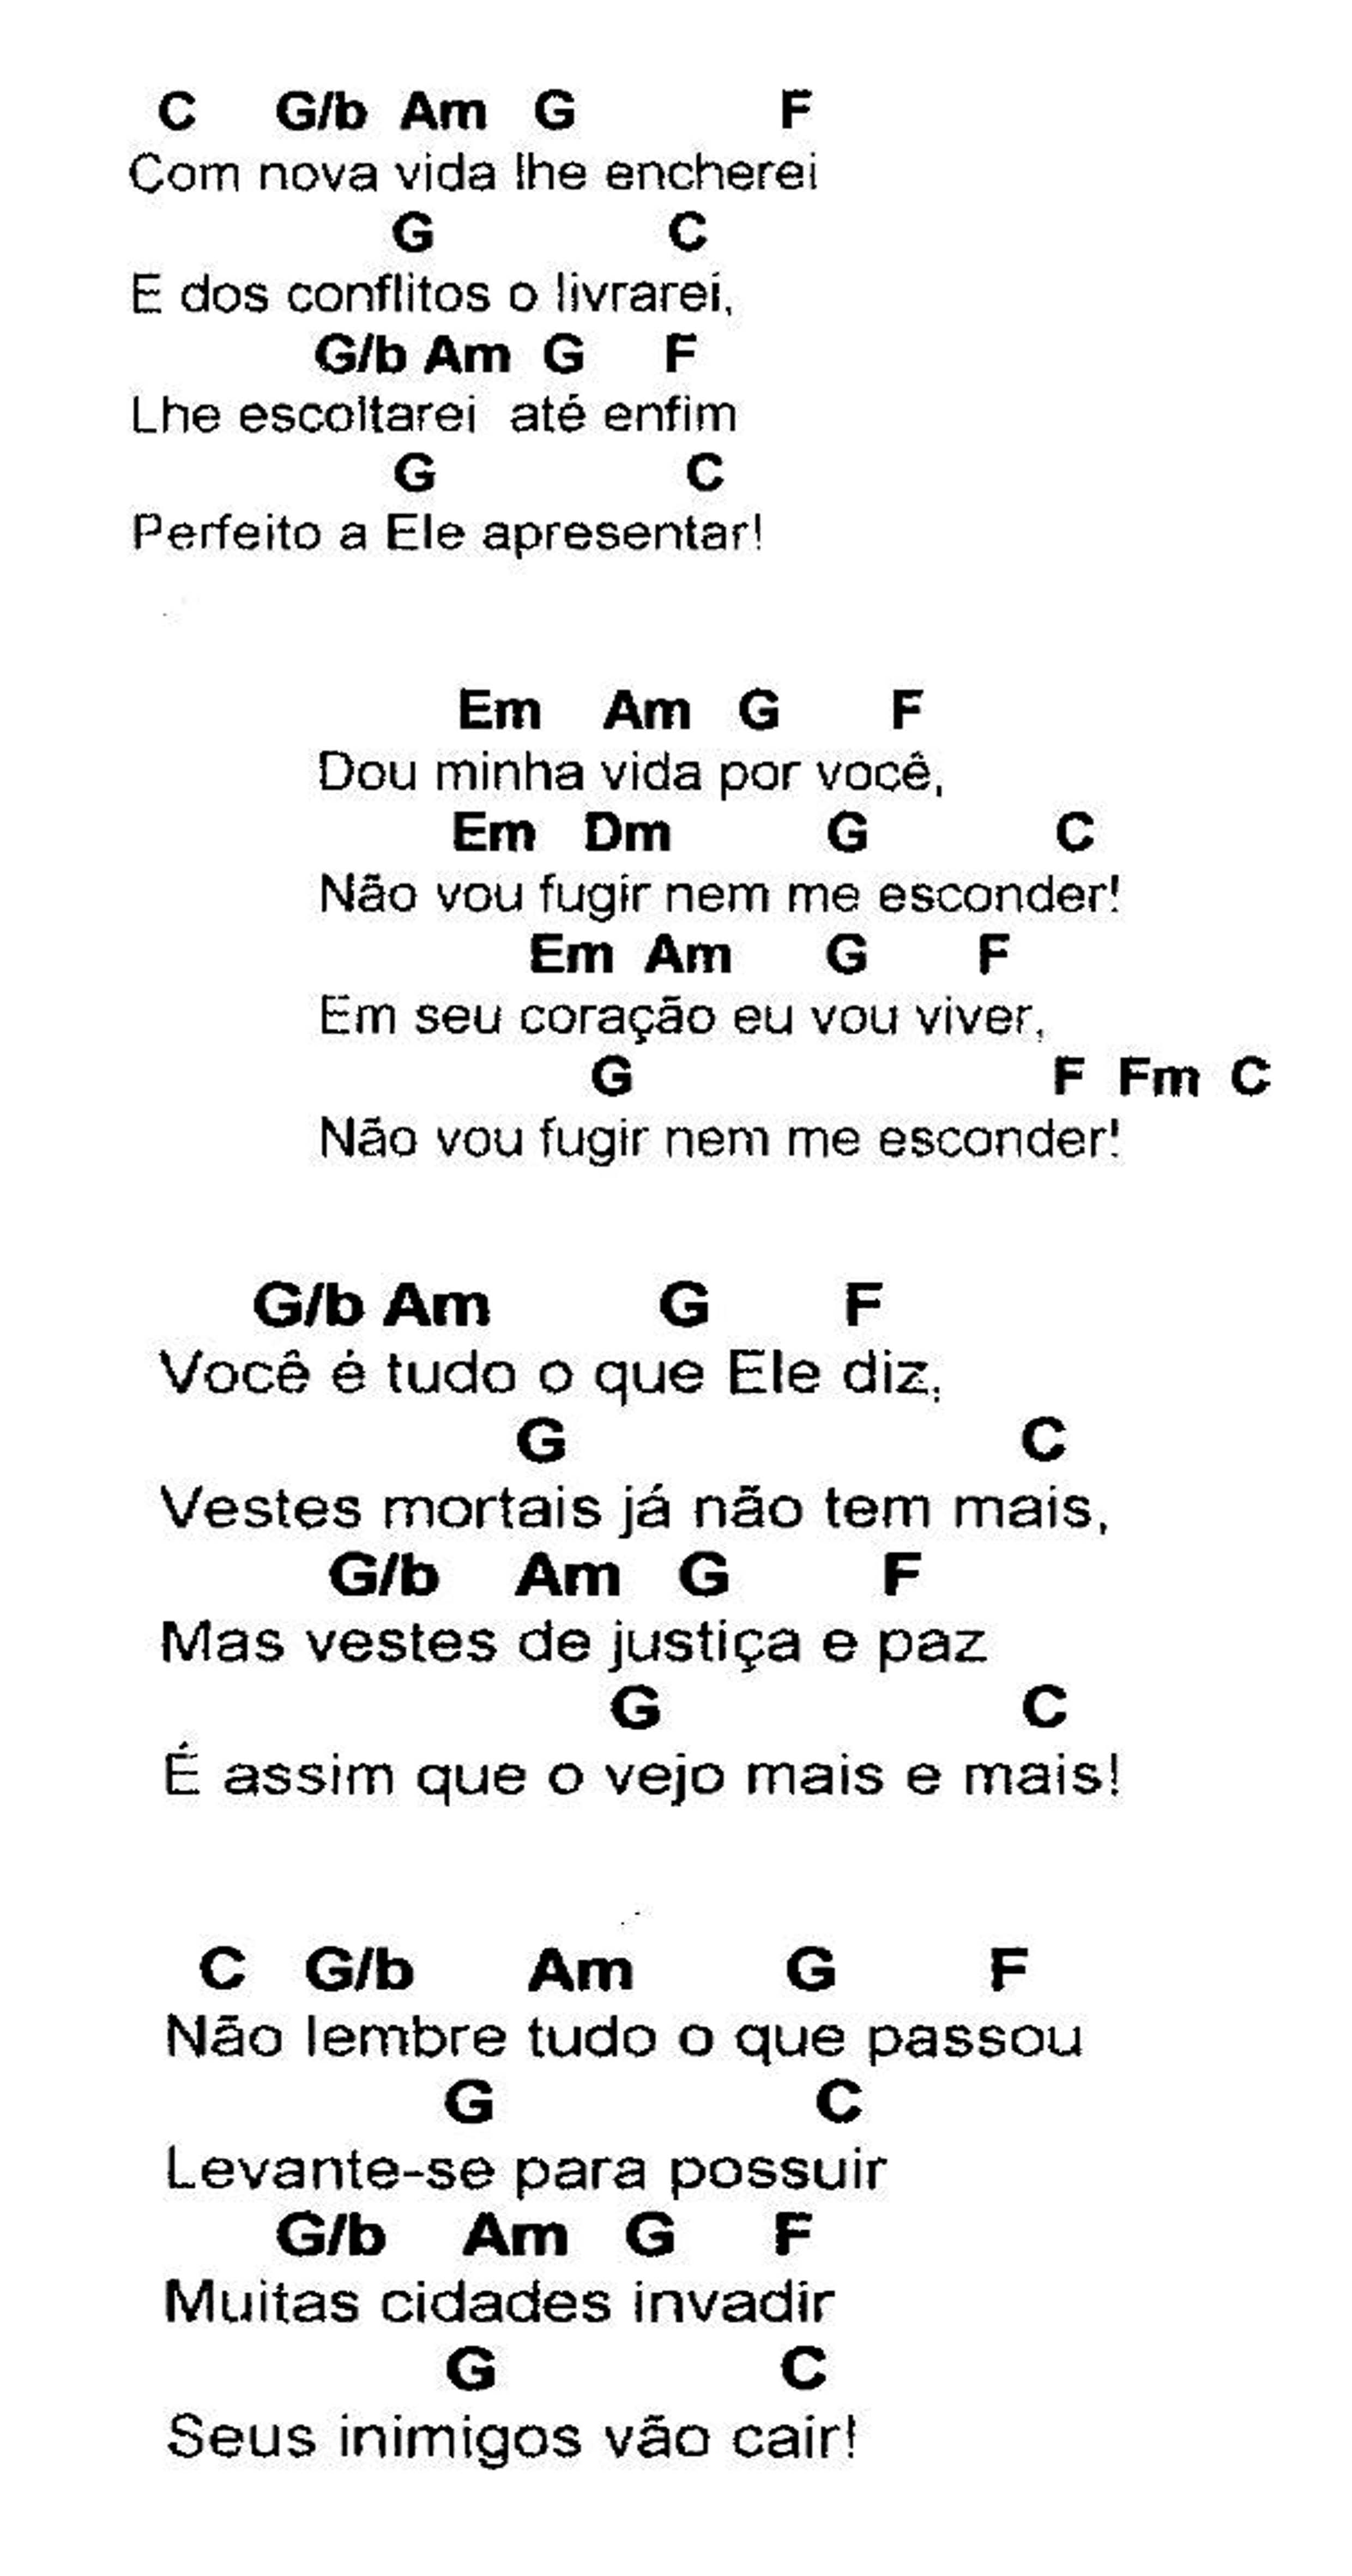 C G/b Am G F
Com nova vida lhe encherei
G C
E dos conflitos o livrarei,
G/b Am G F
Lhe escoltarei até enfim
G C
Perfeito a Ele apresentar!
Em Am G F
Dou minha vida por você,
Em Dm G C
Não vou fugir nem me esconder!
Em Am G F
Em seu coração eu vou viver,
G F Fm C
Não vou fugir nem me esconder!
G/b Am G F
Você é tudo o que Ele diz,
G C
Vestes mortais já não tem mais,
G/b Am G F
Mas vestes de justiça e paz
G C
É assim que o vejo mais e mais!
C G/b Am G F
Não lembre tudo o que passou
G C
Levante-se para possuir
G/b Am G F
Muitas cidades invadir
G C
Seus inimigos vão cair!